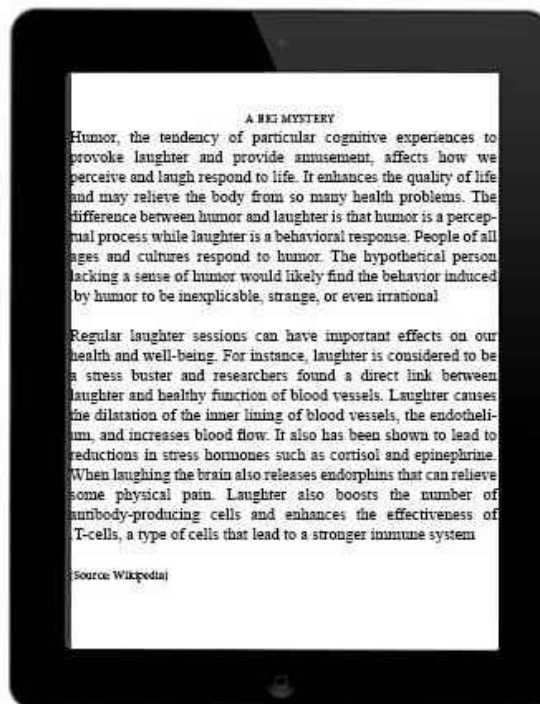 A BIG MYSTERY
Humor, the tendency of particular cognitive experiences to
provoke laughter and provide amusement, affects how we
perceive and laugh respond to life. It enhances the quality of life
and may relieve the body from so many health problems. The
difference between humor and laughter is that humor is a percep-
tual process while laughter is a behavioral response. People of all
ages and cultures respond to humor. The hypothetical person
lacking a sense of humor would likely find the behavior induced
.by humor to be inexplicable, strange, or even irrational
Regular laughter sessions can have important effects on our
health and well-being. For instance, laughter is considered to be
a stress buster and researchers found a direct link between
laughter and healthy function of blood vessels. Laughter causes
the dilatation of the inner lining of blood vessels, the endotheli-
um, and increases blood flow. It also has been shown to lead to
reductions in stress hormones such as cortisol and epinephrine.
When laughing the brain also releases endorphins that can relieve
some physical pain. Laughter also boosts the number of
antibody-producing cells and enhances the effectiveness of
.T-cells, a type of cells that lead to a stronger immune system
(Source: Wikipedia)